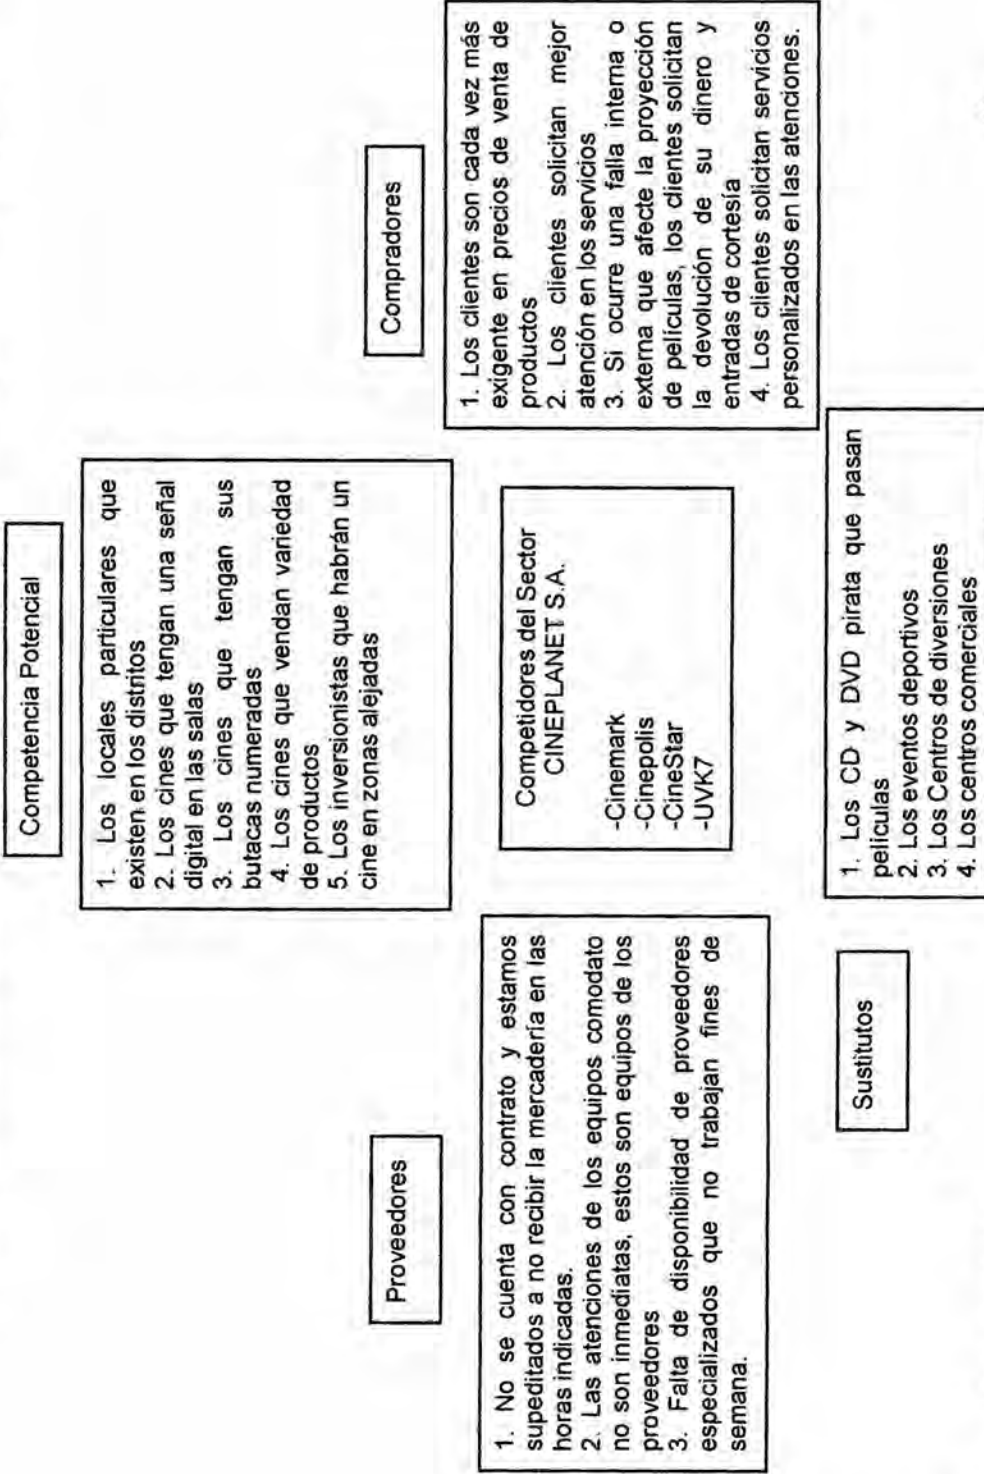 Competencia Potencial
1. Los locales particulares que
existen en los distritos
2. Los cines que tengan una señal
digital en las salas
3. Los cines que tengan sus
butacas numeradas
4. Los cines que vendan variedad
de productos
5. Los inversionistas que habrán un
cine en zonas alejadas
Proveedores
1. No se cuenta con contrato y estamos
supeditados a no recibir la mercadería en las
horas indicadas.
2. Las atenciones de los equipos comodato
no son inmediatas, estos son equipos de los
proveedores
3. Falta de disponibilidad de proveedores
especializados que no trabajan fines de
semana.
Competidores del Sector
CINEPLANET S.A.
-Cinemark
-Cinepolis
-CineStar
-UVK7
Compradores
1. Los clientes son cada vez más
exigente en precios de venta de
productos
2. Los clientes solicitan mejor
atención en los servicios
3. Si ocurre una falla interna o
externa que afecte la proyección
de películas, los clientes solicitan
la devolución de su dinero y
entradas de cortesía
4. Los clientes solicitan servicios
personalizados en las atenciones.
Sustitutos
1. Los CD y DVD pirata que pasan
películas
2. Los eventos deportivos
3. Los Centros de diversiones
4. Los centros comerciales